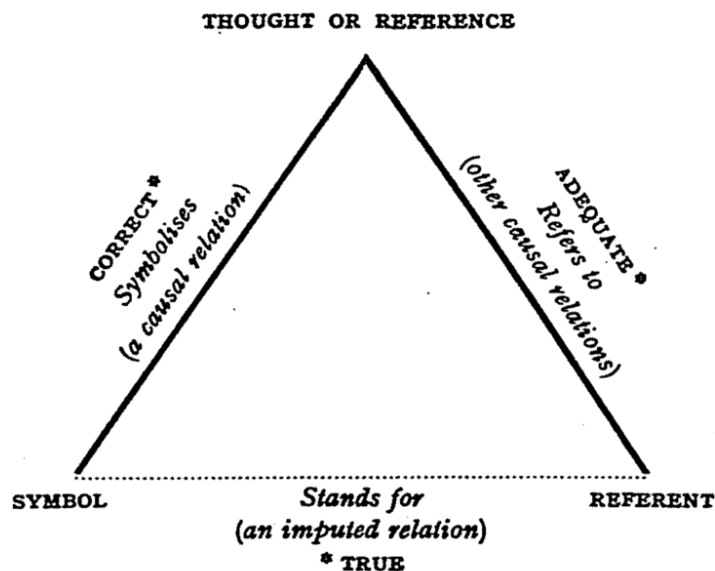 THOUGHT OR REFERENCE
CORRECT*
Symbolises
(a causal relation)
ADEQUATE*
Refers to
(other causal relations)
SYMBOL
Stands for
(an imputed relation)
* TRUE
REFERENT